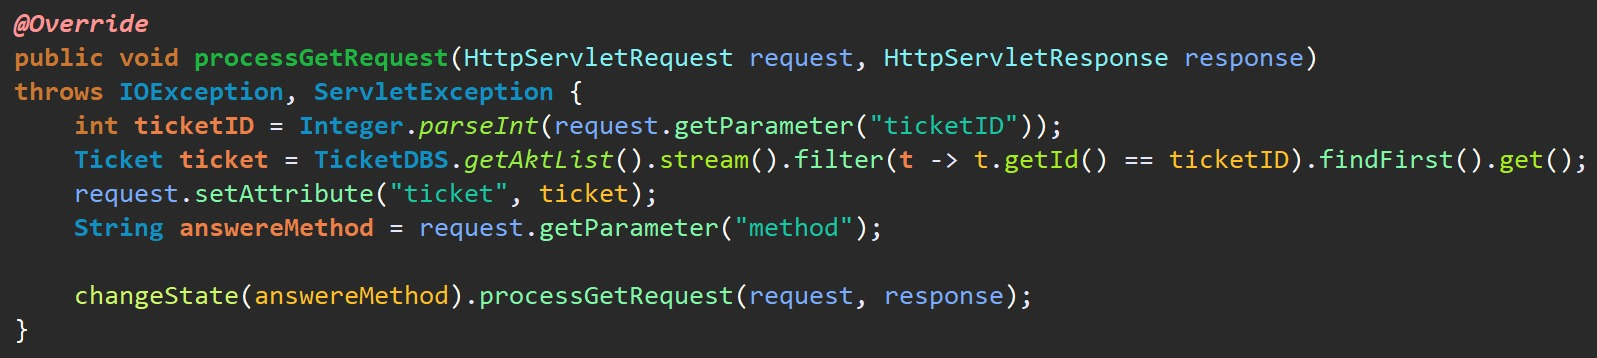 @Override
public void processGetRequest(HttpServletRequest request, HttpServletResponse response)
throws IOException, ServletException {
    int ticketID = Integer.parseInt(request.getParameter("ticketID"));
    Ticket ticket = TicketDBS.getAktList().stream().filter(t -> t.getId() == ticketID).findFirst().get();
    request.setAttribute("ticket", ticket);
    String answereMethod = request.getParameter("method");

    changeState(answereMethod).processGetRequest(request, response);
}